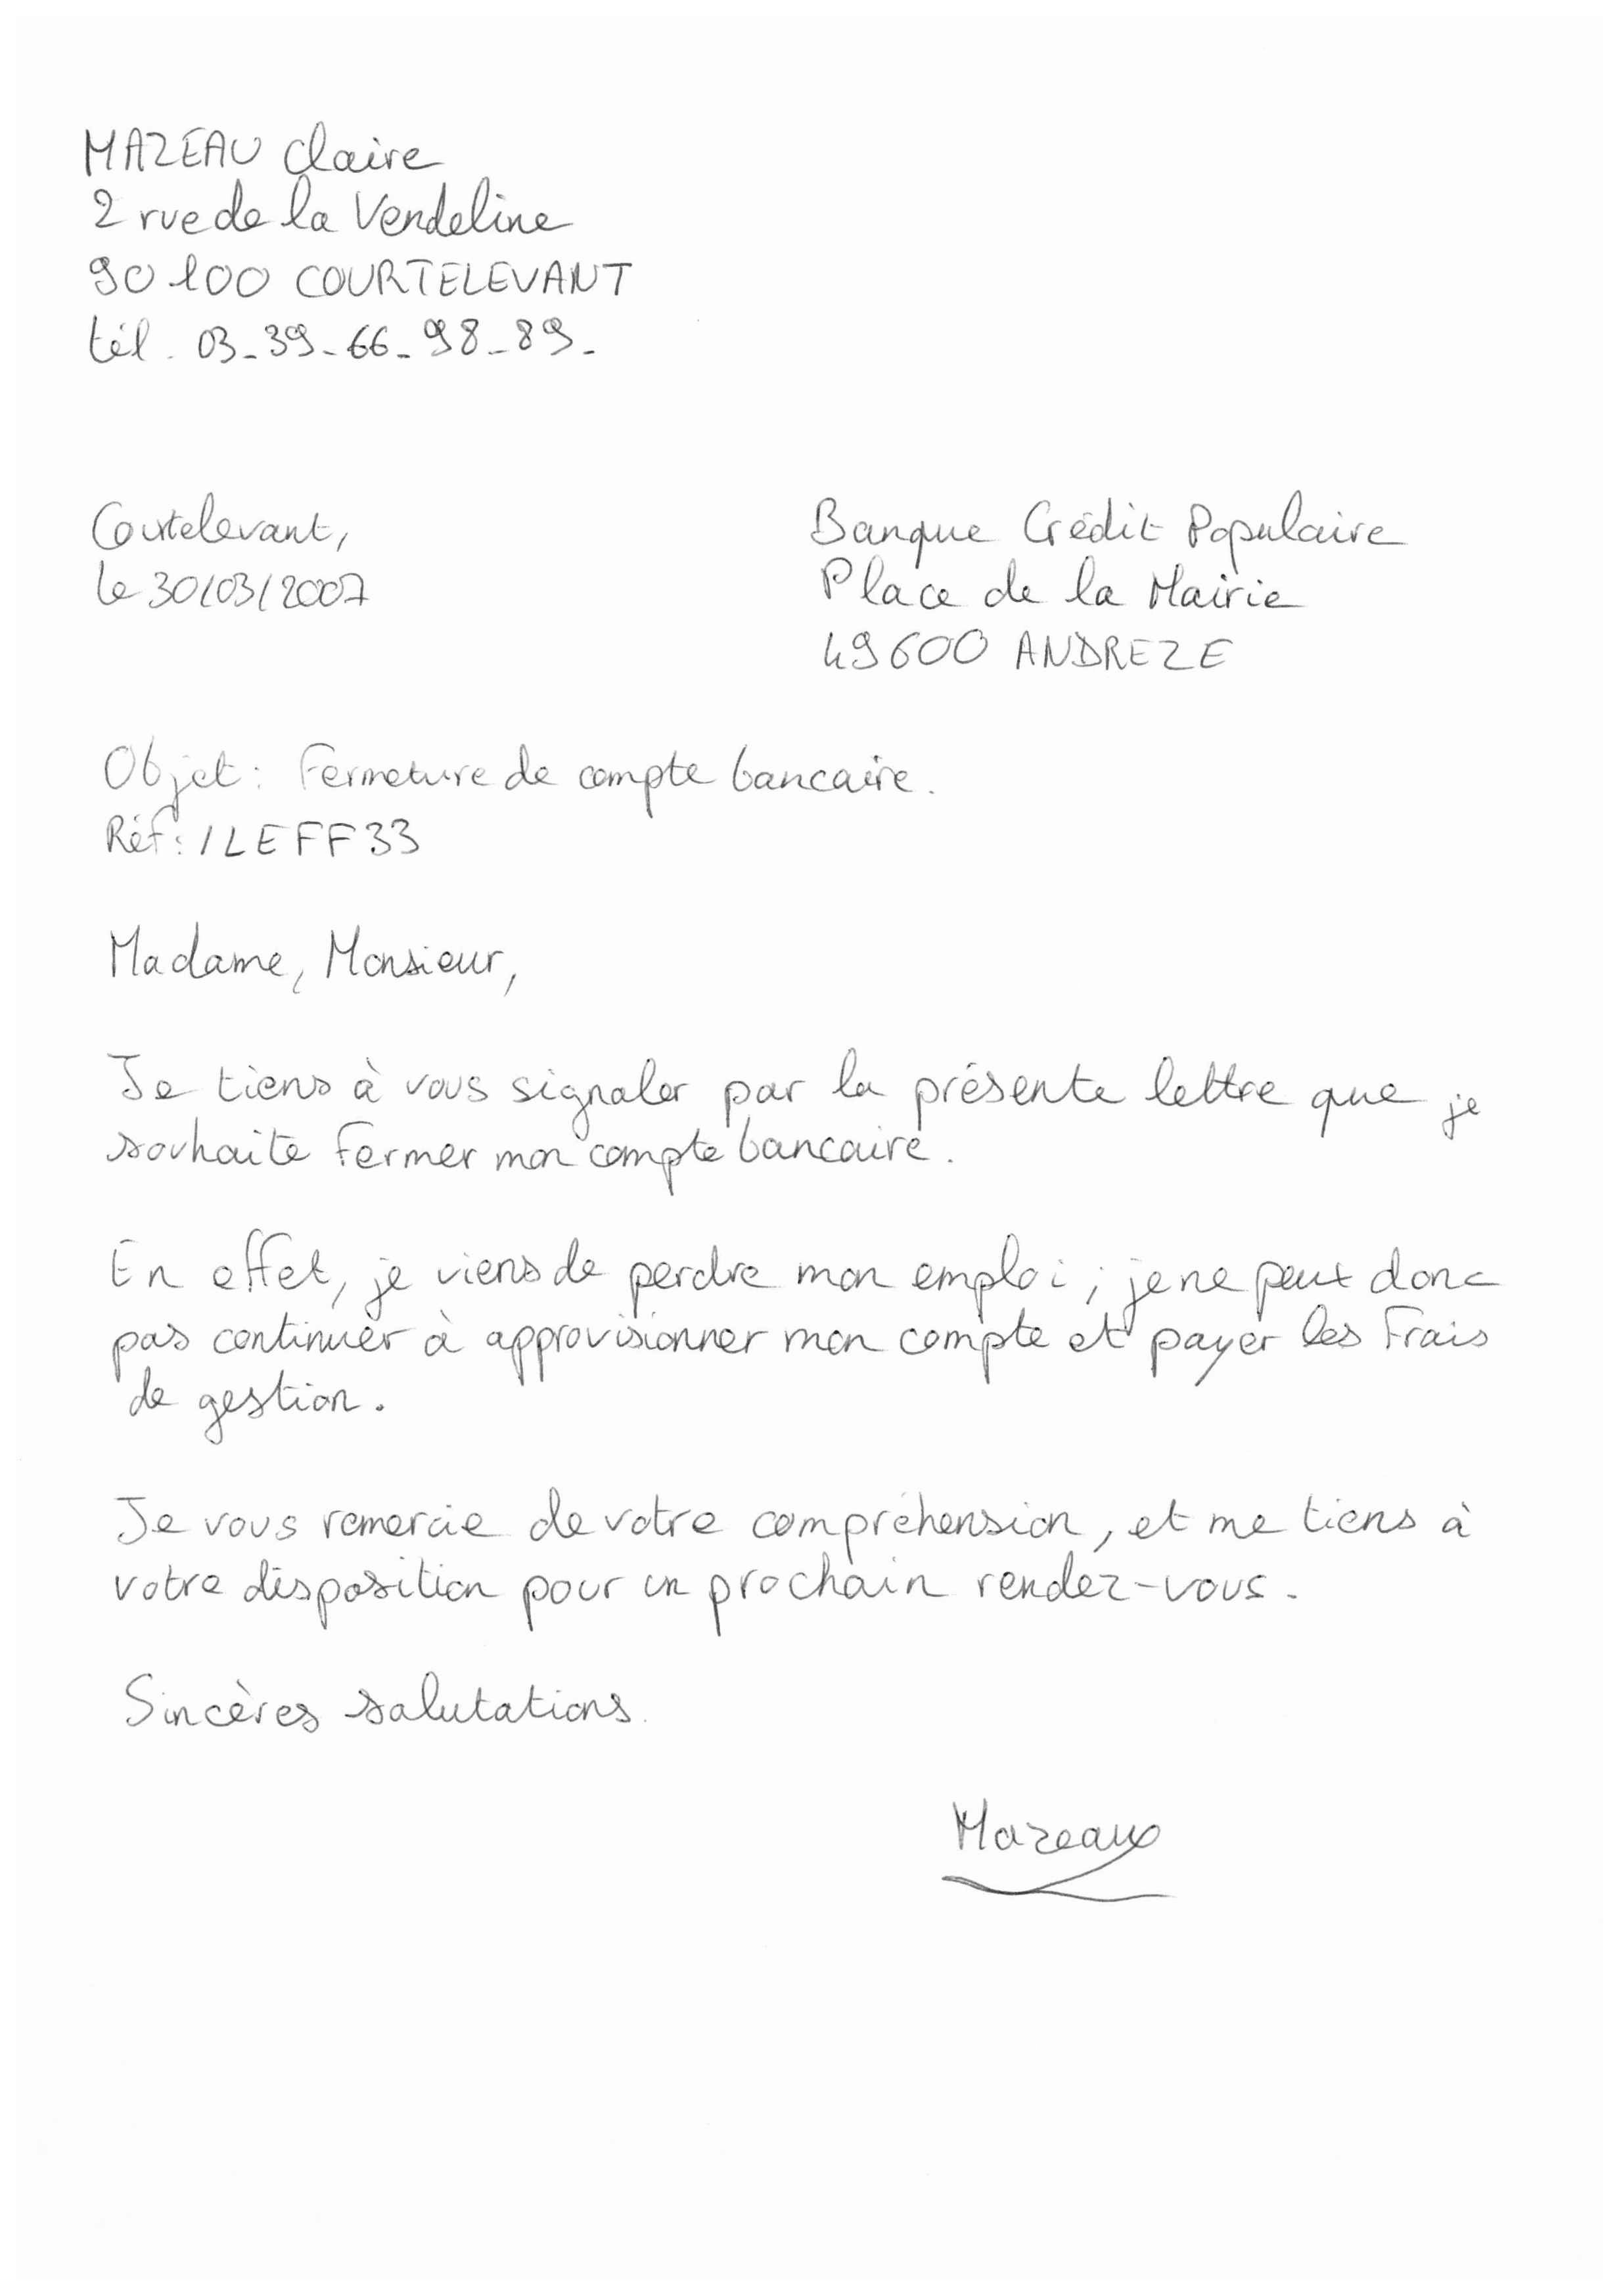 MAZEAU Claire
2 rue de la Vendeline
90 100 COURTELEVANT
tél. 03_39_66_98_89_
Courtelevant,
le 30/03/2007
Banque Crédit Populaire
Place de la Mairie
49600 ANDREZE
Objet : Fermeture de compte bancaire.
Réf : ILEFF33
Madame, Monsieur,
Je tiens à vous signaler par la présente lettre que je
souhaite fermer mon compte bancaire.
En effet, je viens de perdre mon emploi ; je ne peux donc
pas continuer à approvisionner mon compte et payer les frais
de gestion.
Je vous remercie de votre compréhension, et me tiens à
votre disposition pour un prochain rendez-vous.
Sincères salutations.
Mazeau